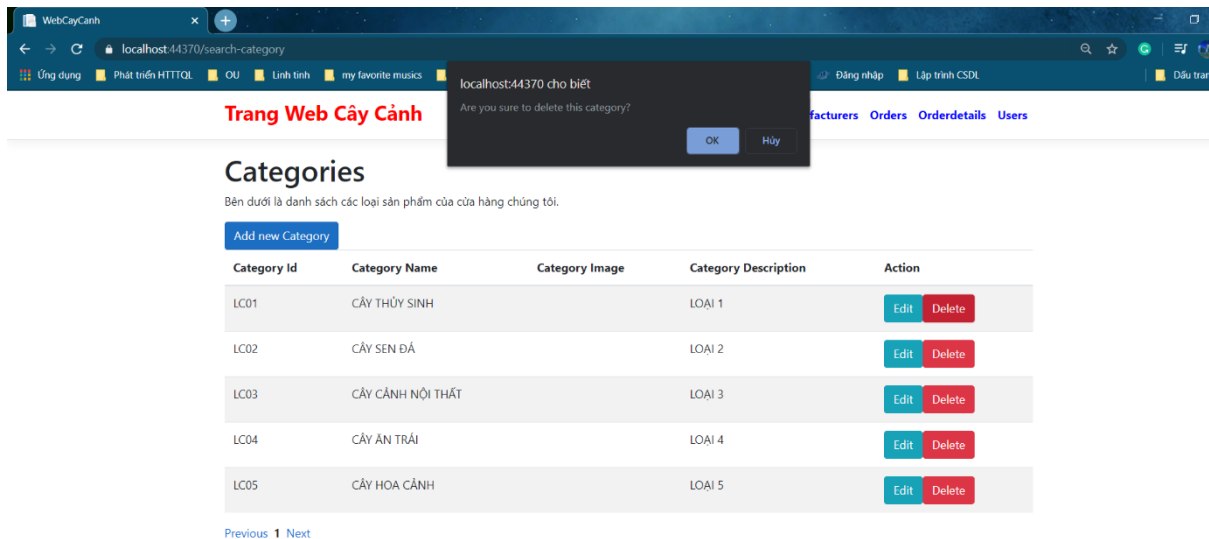 WebCayCanh
localhost:44370/search-category
Ứng dụng Phát triển HTTTQL OU Linh tinh my favorite musics Đăng nhập Lập trình CSDL Dấu tran
localhost:44370 cho biết
Are you sure to delete this category?
OK Hủy
Trang Web Cây Cảnh facturers Orders Orderdetails Users
Categories
Bên dưới là danh sách các loại sản phẩm của cửa hàng chúng tôi.
Add new Category
Category Id Category Name Category Image Category Description Action
LC01 CÂY THỦY SINH LOẠI 1 Edit Delete
LC02 CÂY SEN ĐÁ LOẠI 2 Edit Delete
LC03 CÂY CẢNH NỘI THẤT LOẠI 3 Edit Delete
LC04 CÂY ĂN TRÁI LOẠI 4 Edit Delete
LC05 CÂY HOA CẢNH LOẠI 5 Edit Delete
Previous 1 Next